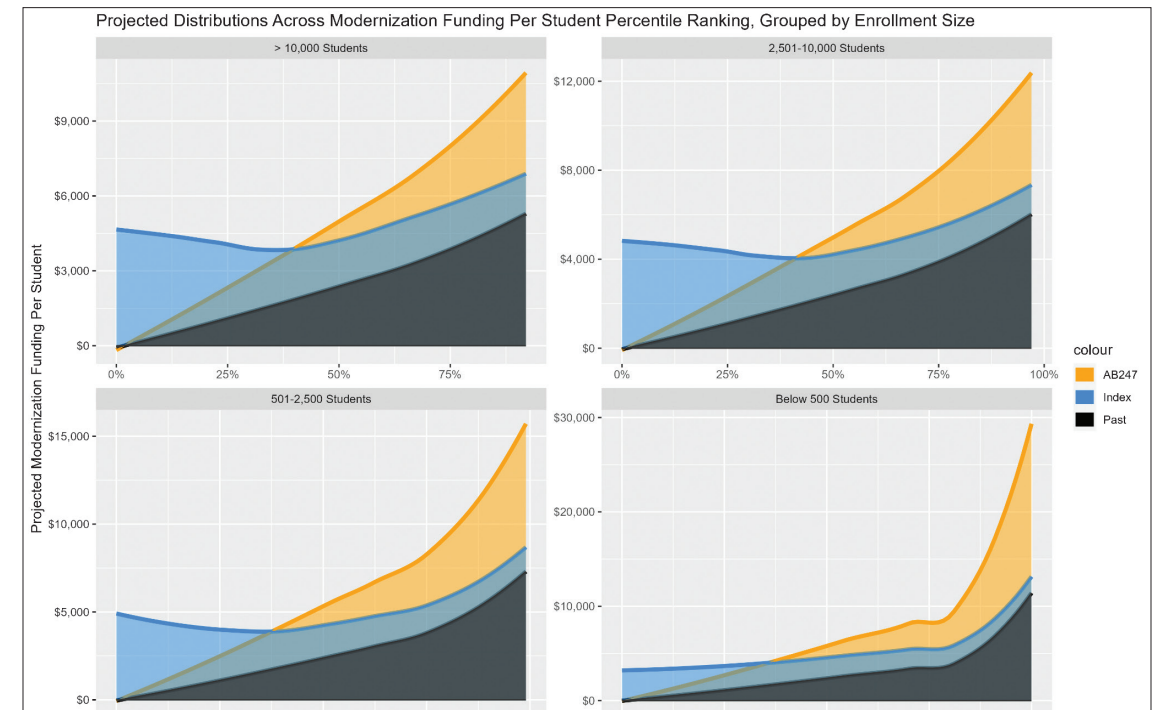 Projected Distributions Across Modernization Funding Per Student Percentile Ranking, Grouped by Enrollment Size
Projected Modernization Funding Per Student
> 10,000 Students
$9,000
$6,000
$3,000
$0
0% 25% 50% 75%
2,501-10,000 Students
$12,000
$8,000
$4,000
$0
0% 25% 50% 75% 100%
501-2,500 Students
$15,000
$10,000
$5,000
$0
Below 500 Students
$30,000
$20,000
$10,000
$0
colour
AB247
Index
Past